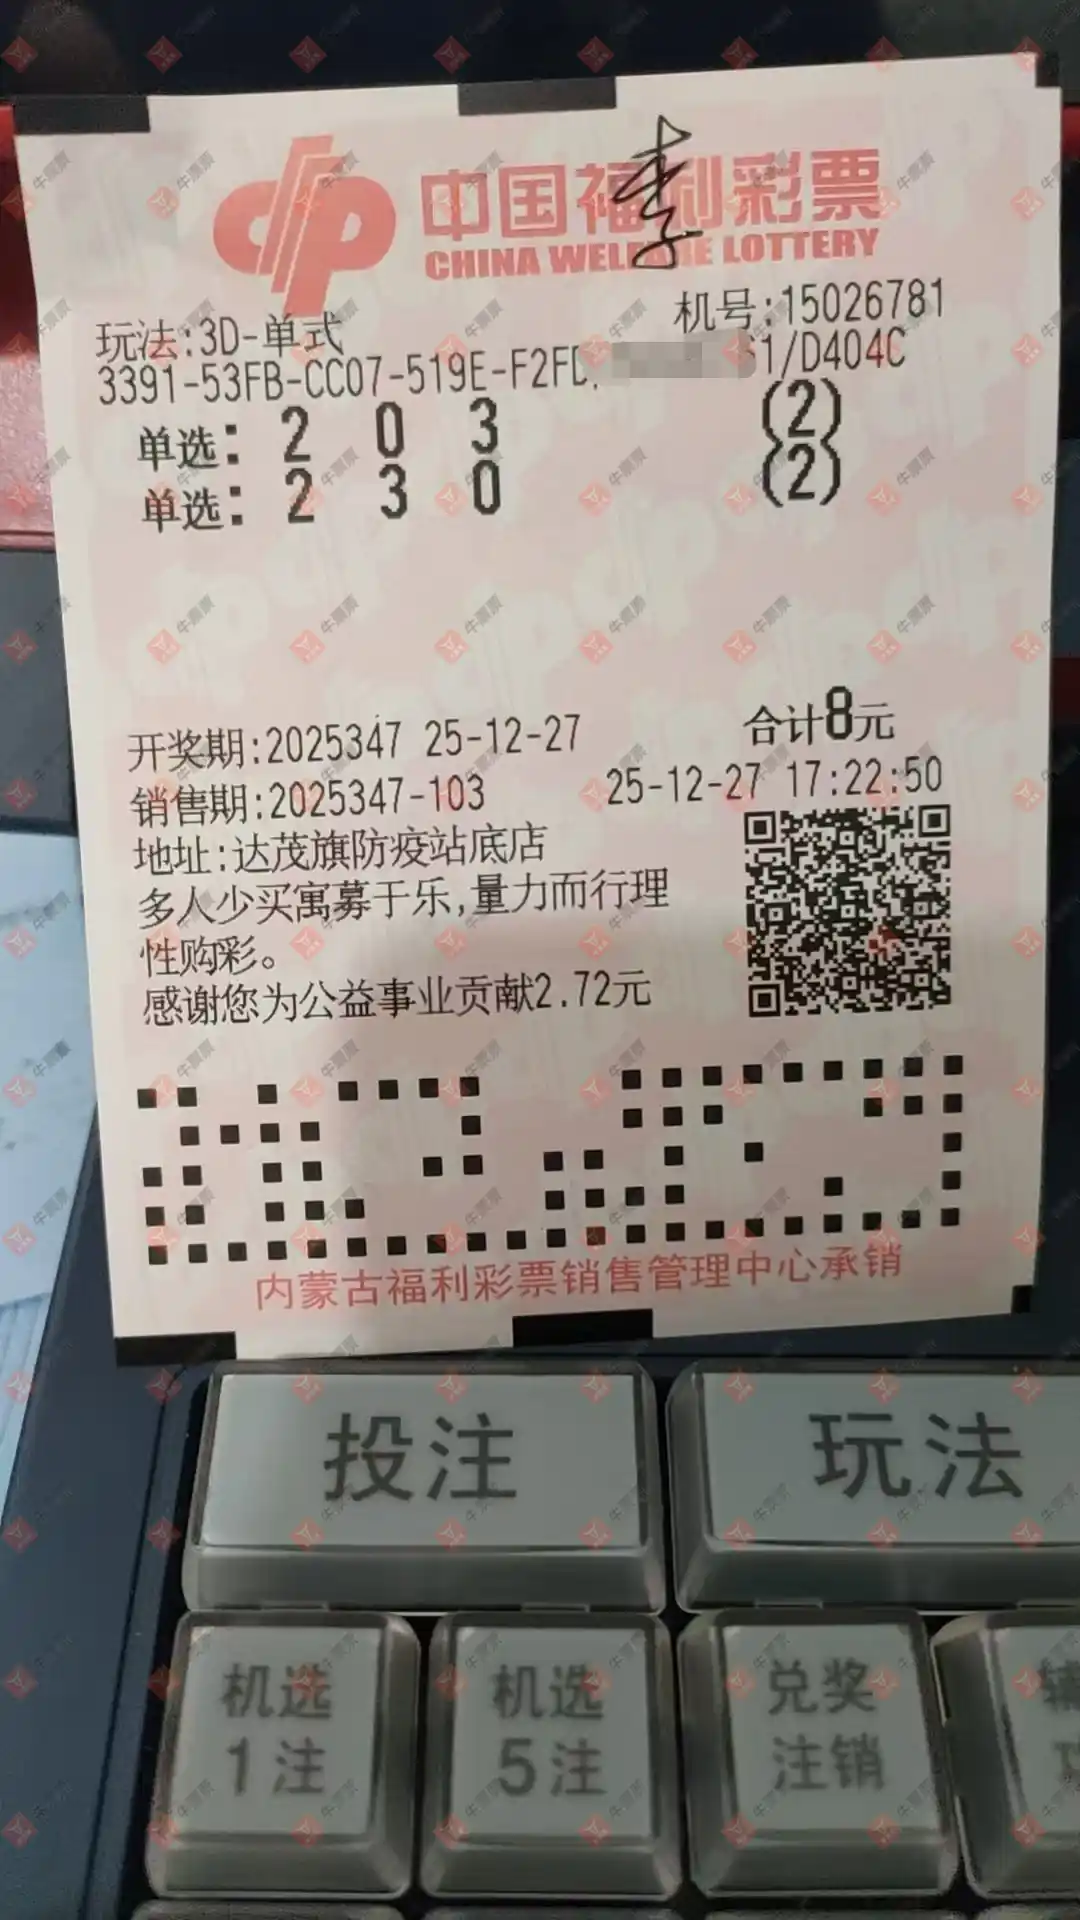 李
中国福利彩票
CHINA WELFARE LOTTERY
玩法:3D-单式 机号:15026781
3391-53FB-CC07-519E-F2FD, 61/D404C
单选: 2 0 3 (2)
单选: 2 3 0 (2)
合计8元
开奖期:2025347 25-12-27
销售期:2025347-103 25-12-27 17:22:50
地址:达茂旗防疫站底店
多人少买寓募于乐,量力而行理
性购彩。
感谢您为公益事业贡献2.72元
内蒙古福利彩票销售管理中心承销
投注 玩法
机选 机选 兑奖
1注 5注 注销
牛票票